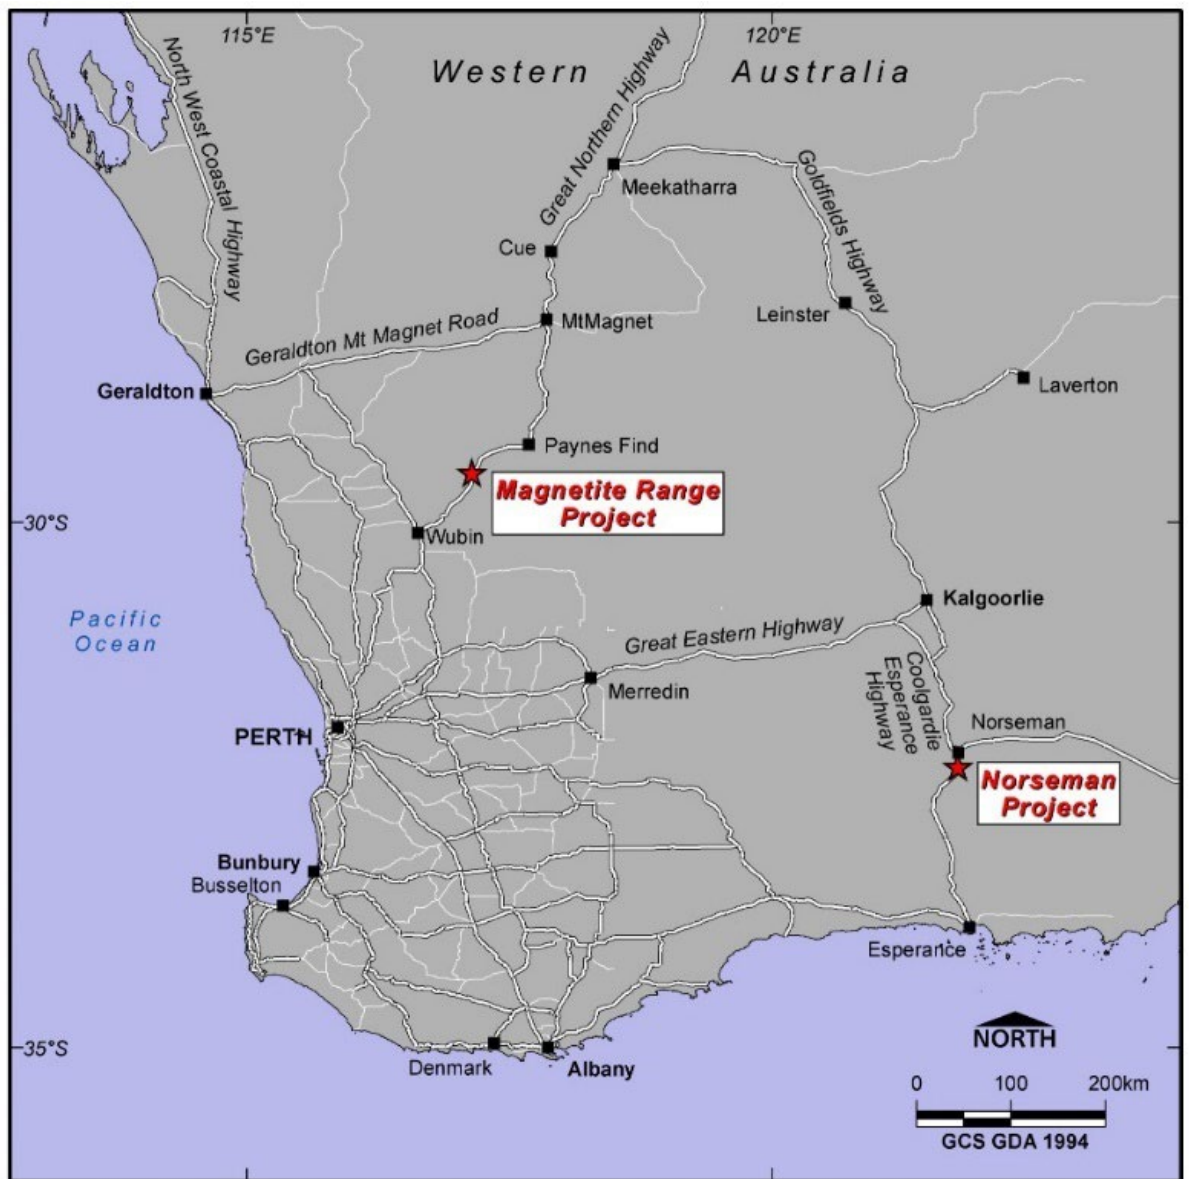 115°E
120°E
Western Australia
North West Coastal Highway
Great Northern Highway
Goldfields Highway
Meekatharra
Cue
Leinster
MtMagnet
Geraldton Mt Magnet Road
Geraldton
Laverton
Paynes Find
Magnetite Range
Project
30°S
Wubin
Pacific
Ocean
Kalgoorlie
Great Eastern Highway
Merredin
Coolgardie
Esperance
Highway
Norseman
PERTH
Norseman
Project
Bunbury
Busselton
Esperance
NORTH
35°S
Denmark
Albany
0 100 200km
GCS GDA 1994